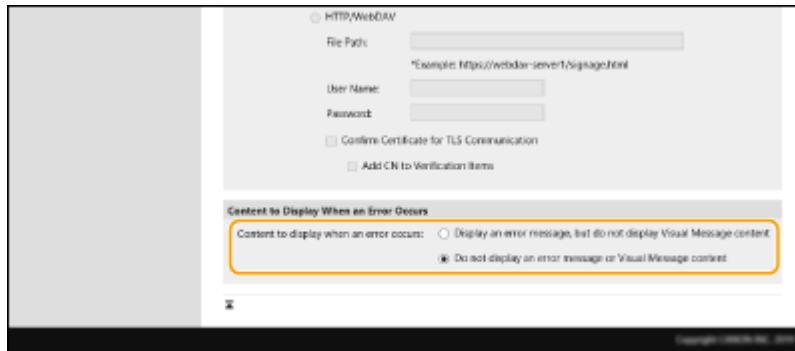 HTTP/WebDAV
File Path:
*Example: https://webdav-server1/signage.html
User Name:
Password:
Confirm Certificate for TLS Communication
Add CN to Verification Items
Content to Display When an Error Occurs
Content to display when an error occurs: Display an error message, but do not display Visual Message content
Do not display an error message or Visual Message content
Copyright CANON INC.